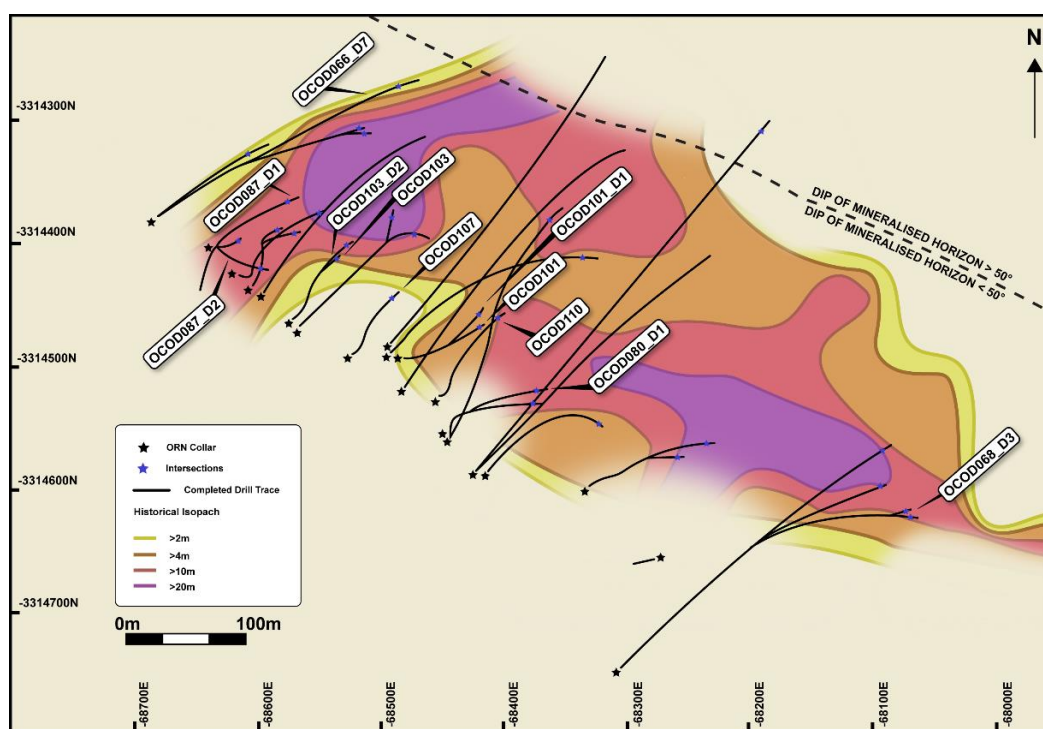 N
OCOD066_D7
-3314300N
OCOD087_D1
OCOD103_D2
OCOD103
OCOD101_D1
DIP OF MINERALISED HORIZON > 50°
DIP OF MINERALISED HORIZON < 50°
-3314400N
OCOD107
OCOD101
OCOD087_D2
OCOD110
OCOD080_D1
-3314500N
ORN Collar
Intersections
Completed Drill Trace
Historical Isopach
>2m
>4m
>10m
>20m
OCOD068_D3
-3314600N
-3314700N
0m 100m
-68700E
-68600E
-68500E
-68400E
-68300E
-68200E
-68100E
-68000E